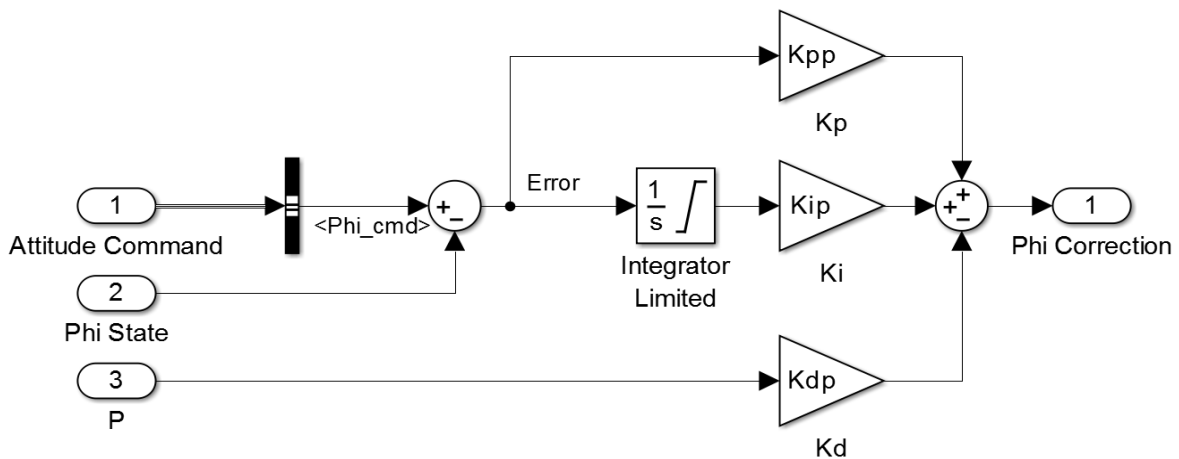 Kpp
Kp
1
Attitude Command
<Phi_cmd>
+
−
Error
1
s
Integrator
Limited
Kip
Ki
+
+
−
1
Phi Correction
2
Phi State
3
P
Kdp
Kd